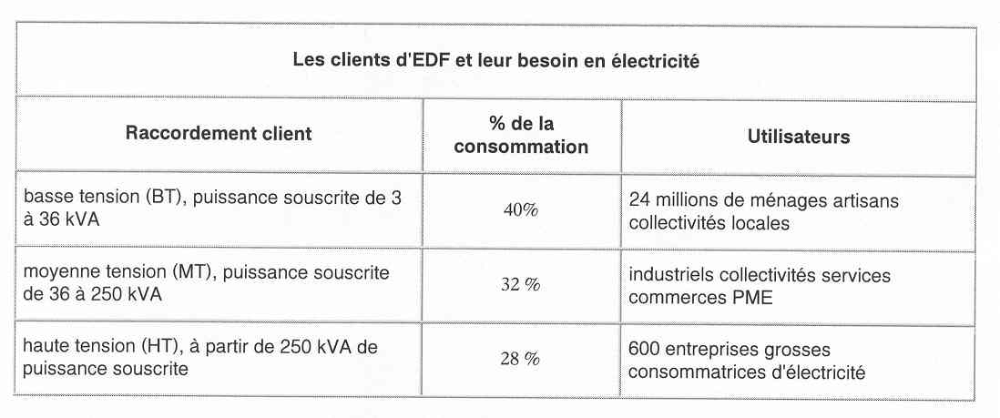 Les clients d'EDF et leur besoin en électricité
Raccordement client
% de la
consommation
Utilisateurs
basse tension (BT), puissance souscrite de 3
à 36 kVA
40%
24 millions de ménages artisans
collectivités locales
moyenne tension (MT), puissance souscrite
de 36 à 250 kVA
32 %
industriels collectivités services
commerces PME
haute tension (HT), à partir de 250 kVA de
puissance souscrite
28 %
600 entreprises grosses
consommatrices d'électricité